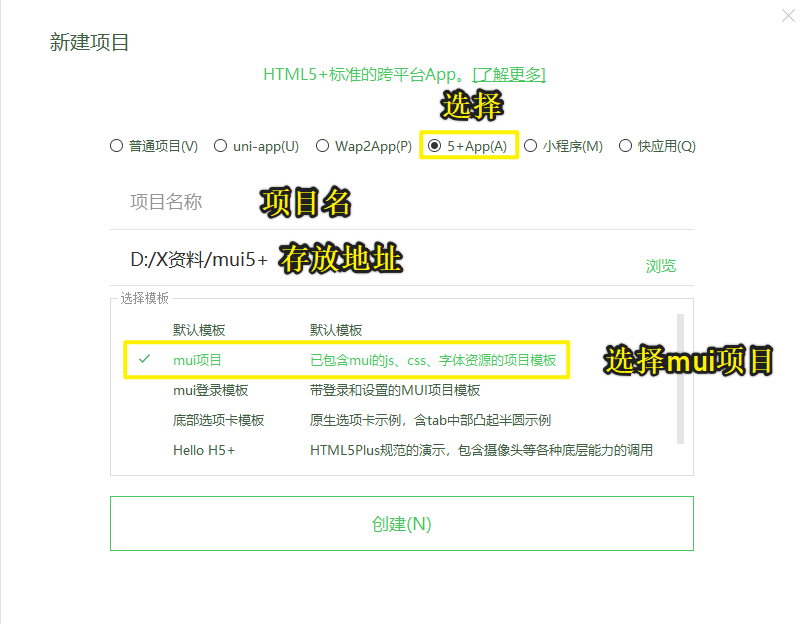 新建项目
HTML5+标准的跨平台App。[了解更多]
选择
普通项目(V) uni-app(U) Wap2App(P) 5+App(A) 小程序(M) 快应用(Q)
项目名称 项目名
D:/X资料/mui5+ 存放地址 浏览
选择模板
默认模板 默认模板
mui项目 已包含mui的js、css、字体资源的项目模板 选择mui项目
mui登录模板 带登录和设置的MUI项目模板
底部选项卡模板 原生选项卡示例，含tab中部凸起半圆示例
Hello H5+ HTML5Plus规范的演示，包含摄像头等各种底层能力的调用
创建(N)